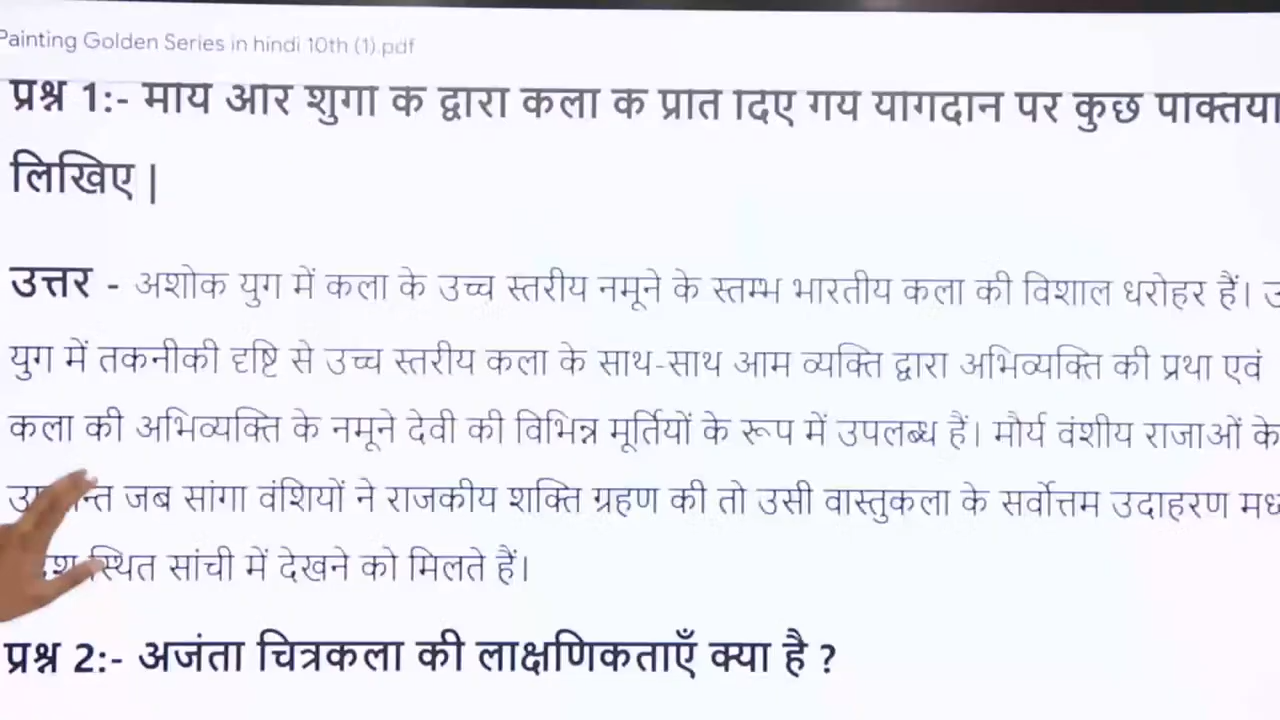 Painting Golden Series in hindi 10th (1).pdf
प्रश्न 1:- माय आर शुगा क द्वारा कला क प्रात दिए गय यागदान पर कुछ पाक्तया
लिखिए |
उत्तर - अशोक युग में कला के उच्च स्तरीय नमूने के स्तम्भ भारतीय कला की विशाल धरोहर हैं।
युग में तकनीकी दृष्टि से उच्च स्तरीय कला के साथ-साथ आम व्यक्ति द्वारा अभिव्यक्ति की प्रथा एवं
कला की अभिव्यक्ति के नमूने देवी की विभिन्न मूर्तियों के रूप में उपलब्ध हैं। मौर्य वंशीय राजाओं के
जब सांगा वंशियों ने राजकीय शक्ति ग्रहण की तो उसी वास्तुकला के सर्वोत्तम उदाहरण
स्थित सांची में देखने को मिलते हैं।
प्रश्न 2:- अजंता चित्रकला की लाक्षणिकताएँ क्या है ?